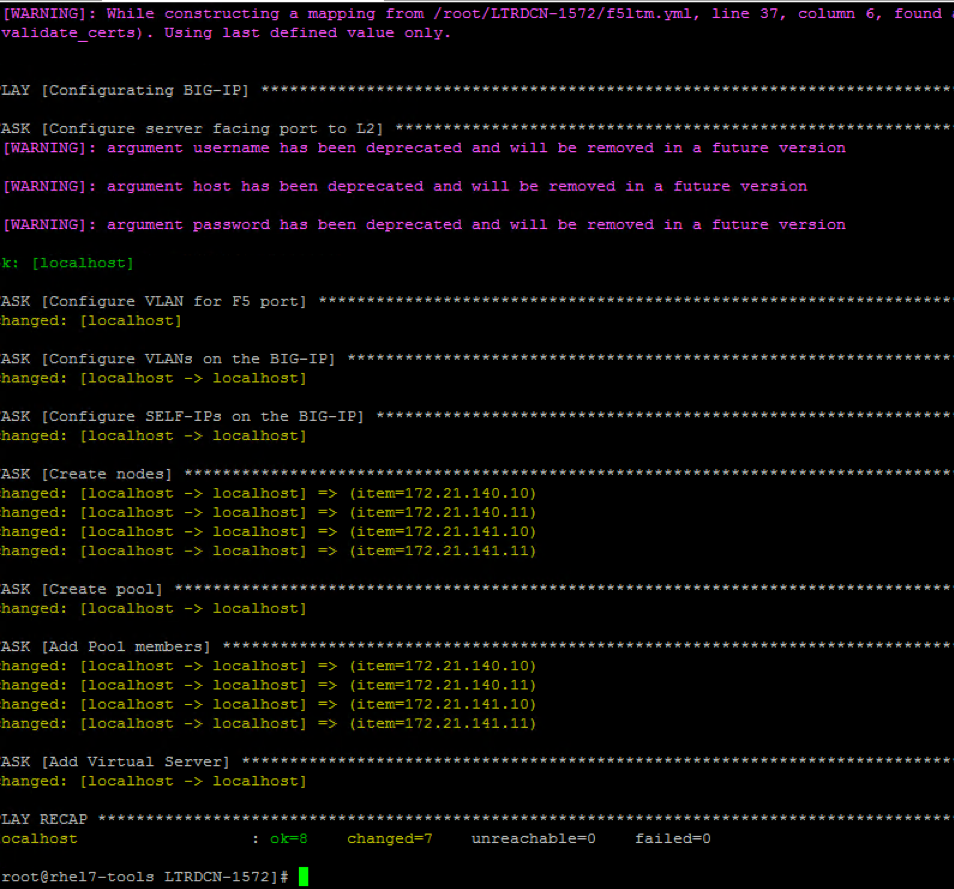 [WARNING]: While constructing a mapping from /root/LTRDCN-1572/f5ltm.yml, line 37, column 6, found
validate_certs). Using last defined value only.
LAY [Configurating BIG-IP] **************************************************************************
ASK [Configure server facing port to L2] ************************************************************
[WARNING]: argument username has been deprecated and will be removed in a future version
[WARNING]: argument host has been deprecated and will be removed in a future version
[WARNING]: argument password has been deprecated and will be removed in a future version
k: [localhost]
ASK [Configure VLAN for F5 port] ********************************************************************
hanged: [localhost]
ASK [Configure VLANs on the BIG-IP] *****************************************************************
hanged: [localhost -> localhost]
ASK [Configure SELF-IPs on the BIG-IP] **************************************************************
hanged: [localhost -> localhost]
ASK [Create nodes] **********************************************************************************
hanged: [localhost -> localhost] => (item=172.21.140.10)
hanged: [localhost -> localhost] => (item=172.21.140.11)
hanged: [localhost -> localhost] => (item=172.21.141.10)
hanged: [localhost -> localhost] => (item=172.21.141.11)
ASK [Create pool] ***********************************************************************************
hanged: [localhost -> localhost]
ASK [Add Pool members] ******************************************************************************
hanged: [localhost -> localhost] => (item=172.21.140.10)
hanged: [localhost -> localhost] => (item=172.21.140.11)
hanged: [localhost -> localhost] => (item=172.21.141.10)
hanged: [localhost -> localhost] => (item=172.21.141.11)
ASK [Add Virtual Server] ****************************************************************************
hanged: [localhost -> localhost]
LAY RECAP *******************************************************************************************
ocalhost : ok=8 changed=7 unreachable=0 failed=0
root@rhel7-tools LTRDCN-1572]#